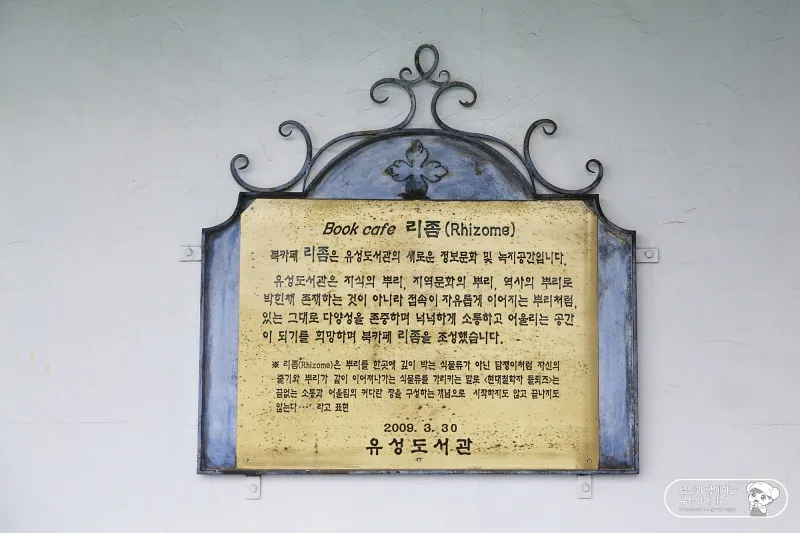 Book cafe 리좀(Rhizome)
북카페 리좀은 유성도서관의 새로운 정보문화 및 녹지공간입니다.
유성도서관은 지식의 뿌리, 지역문화의 뿌리, 역사의 뿌리로
박힌채 존재하는 것이 아니라 접속이 자유롭게 이어지는 뿌리처럼,
있는 그대로 다양성을 존중하며 넉넉하게 소통하고 어울리는 공간
이 되기를 희망하며 북카페 리좀을 조성했습니다.
※ 리좀(Rhizome)은 뿌리를 한곳에 깊이 박는 식물류가 아닌 담쟁이처럼 자신의
줄기와 뿌리가 같이 이어져나가는 식물류를 가리키는 말로 <현대철학자 들뢰즈>는
끝없는 소통과 어울림의 커다란 장을 구성하는 개념으로 시작하지도 않고 끝나지도
않는다···· 라고 표현
2009. 3. 30
유성도서관